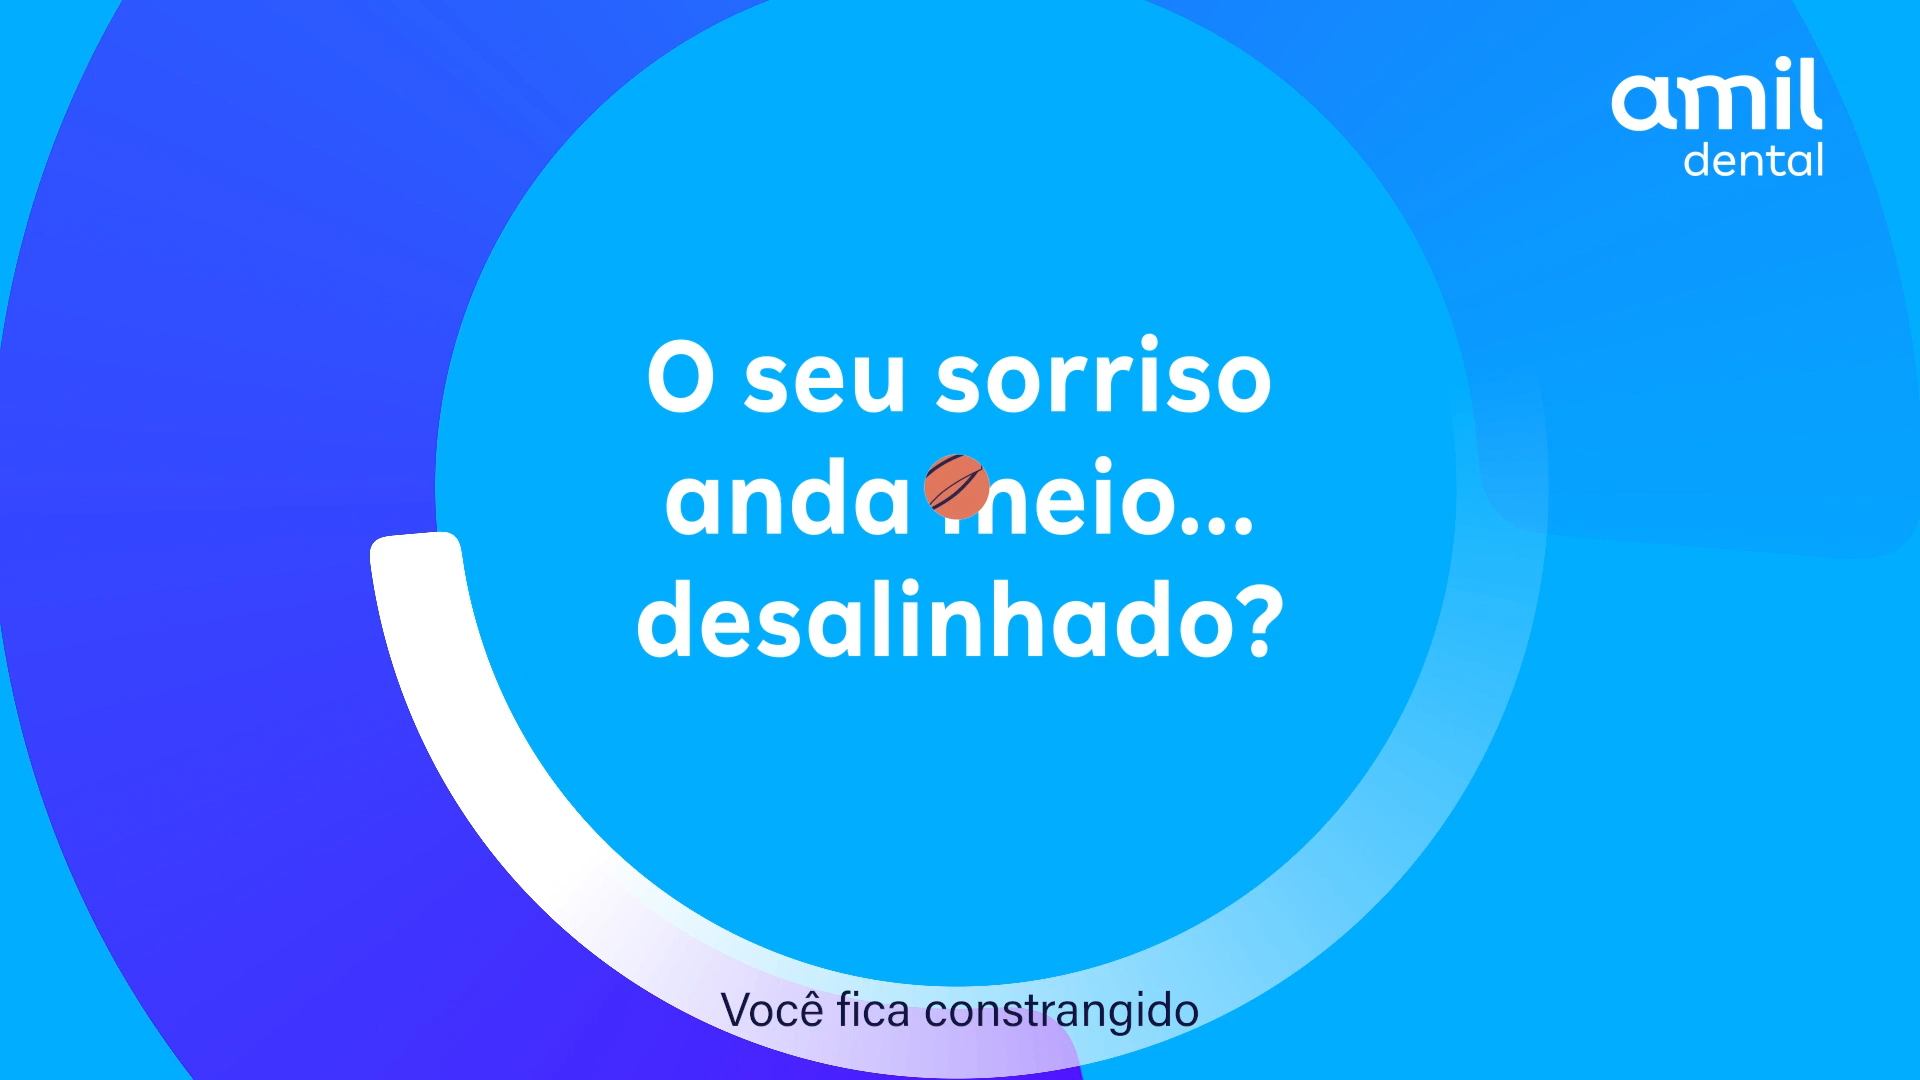 amil
dental
O seu sorriso
anda meio...
desalinhado?
Você fica constrangido